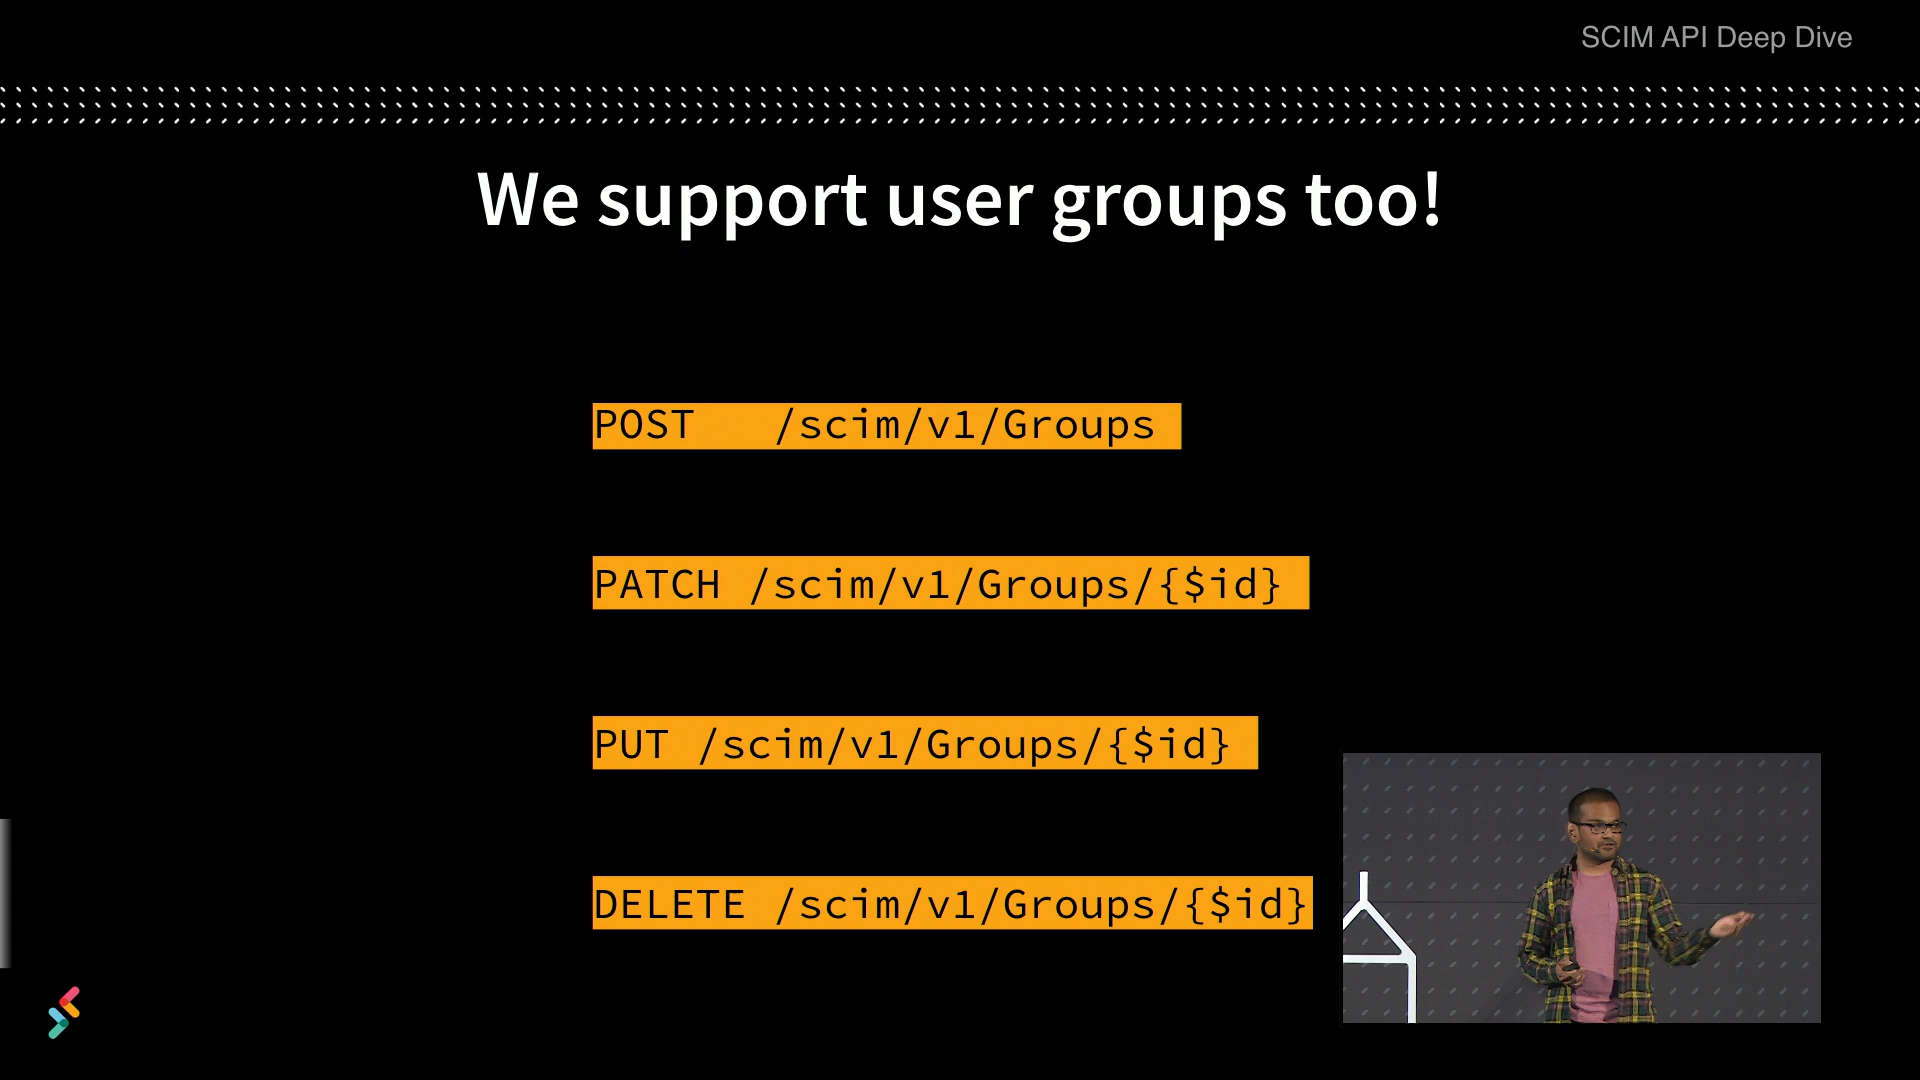 SCIM API Deep Dive
We support user groups too!
POST   /scim/v1/Groups
PATCH /scim/v1/Groups/{$id}
PUT /scim/v1/Groups/{$id}
DELETE /scim/v1/Groups/{$id}